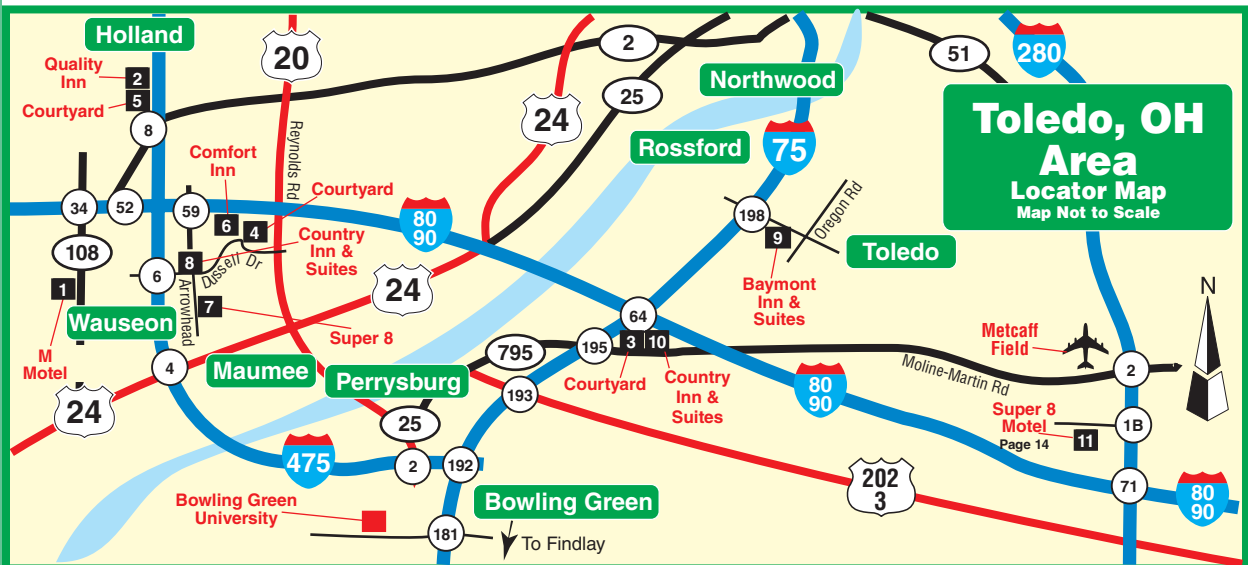 Holland
20
2
51
280
Quality
Inn
2
5
Courtyard
8
24
25
Northwood
Toledo, OH
Area
Locator Map
Map Not to Scale
Reynolds Rd
Rossford
75
Comfort
Inn
Courtyard
34
52
59
6
4
80
90
198
Oregon Rd
108
Country
Inn &
Suites
8
Dussell Dr
9
Toledo
6
1
Arrowhead
7
24
Baymont
Inn &
Suites
N
Wauseon
Super 8
64
M
Motel
195
3
10
Metcaff
Field
795
4
Maumee
Perrysburg
Courtyard
Country
Inn &
Suites
Moline-Martin Rd
2
80
90
193
24
25
Super 8
Motel
Page 14
11
1B
475
2
192
202
3
71
80
90
Bowling Green
University
Bowling Green
181
To Findlay